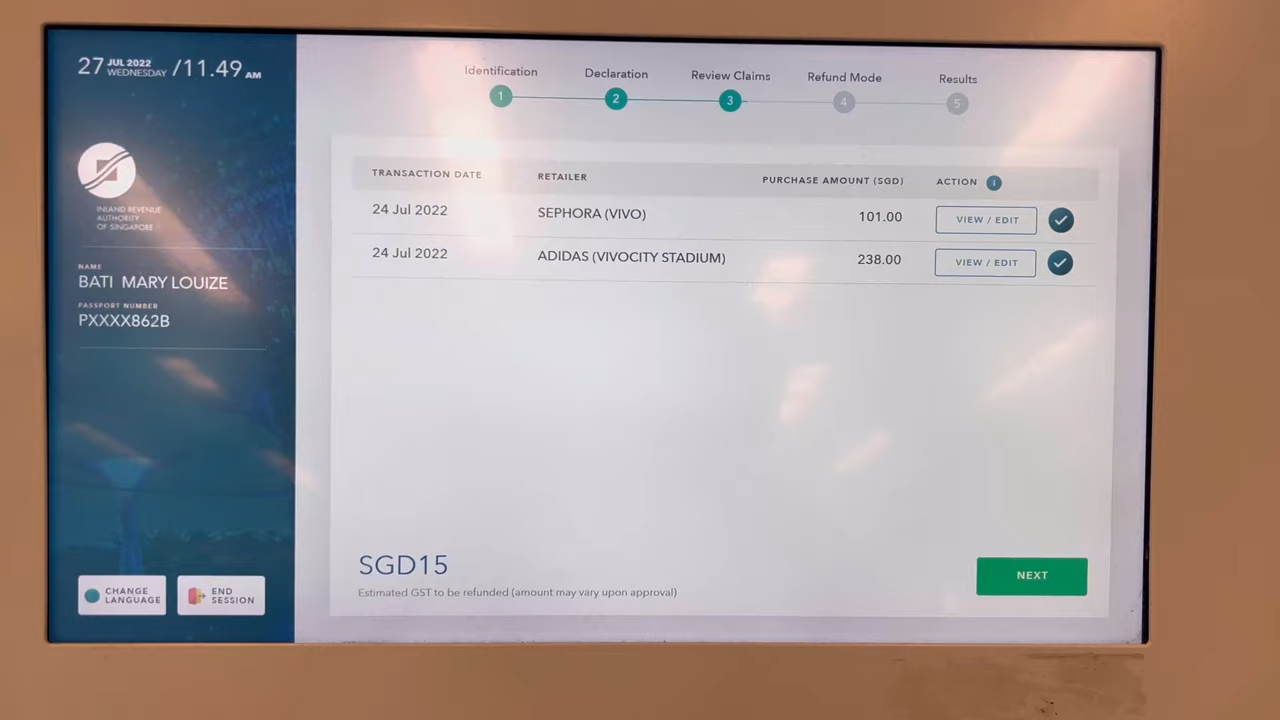 27 JUL 2022 WEDNESDAY /11.49 AM
INLAND REVENUE
AUTHORITY
OF SINGAPORE
NAME
BATI MARY LOUIZE
PASSPORT NUMBER
PXXXX862B
CHANGE LANGUAGE
END SESSION
Identification Declaration Review Claims Refund Mode Results
1 2 3 4 5
TRANSACTION DATE RETAILER PURCHASE AMOUNT (SGD) ACTION i
24 Jul 2022 SEPHORA (VIVO) 101.00 VIEW / EDIT
24 Jul 2022 ADIDAS (VIVOCITY STADIUM) 238.00 VIEW / EDIT
SGD15
Estimated GST to be refunded (amount may vary upon approval)
NEXT